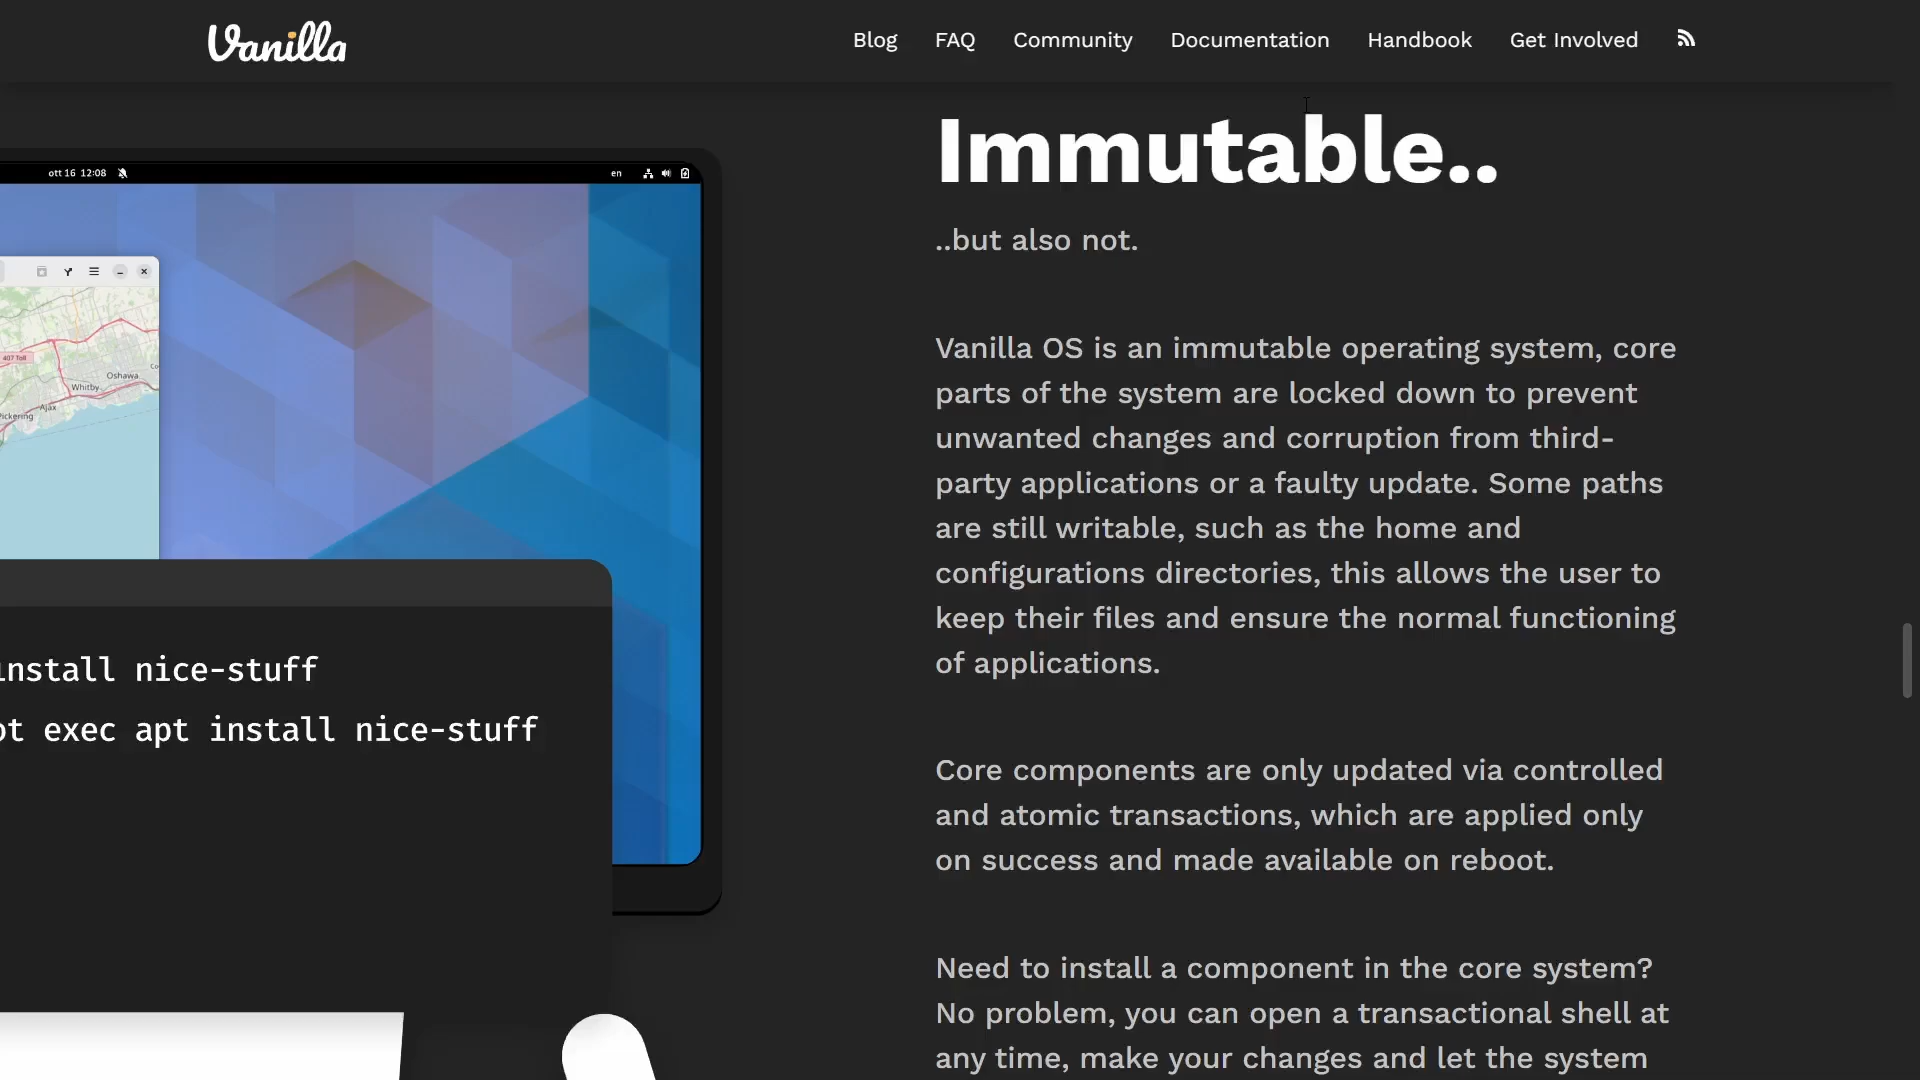 Vanilla
Blog FAQ Community Documentation Handbook Get Involved
ott 16 12:08
en
407 Toll
Oshawa
Whitby
Ajax
install nice-stuff
exec apt install nice-stuff
Immutable..
..but also not.
Vanilla OS is an immutable operating system, core
parts of the system are locked down to prevent
unwanted changes and corruption from third-
party applications or a faulty update. Some paths
are still writable, such as the home and
configurations directories, this allows the user to
keep their files and ensure the normal functioning
of applications.
Core components are only updated via controlled
and atomic transactions, which are applied only
on success and made available on reboot.
Need to install a component in the core system?
No problem, you can open a transactional shell at
any time, make your changes and let the system